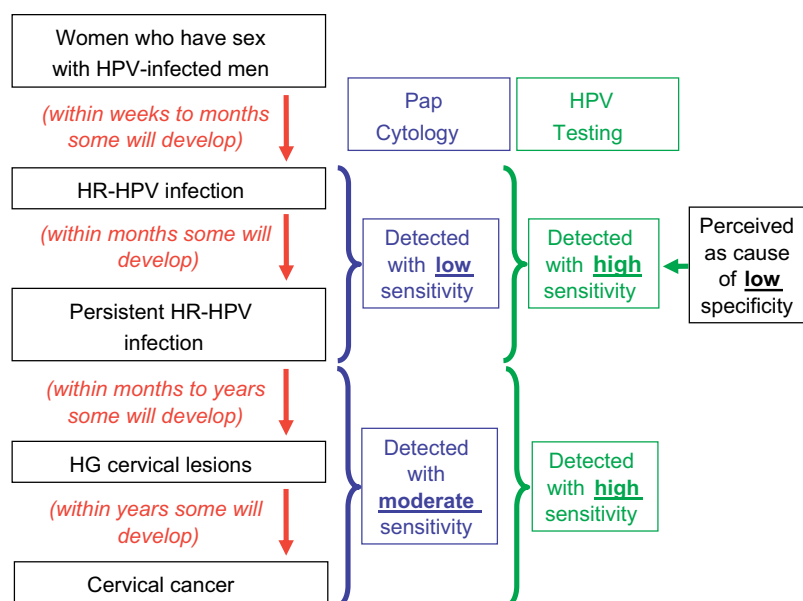 Women who have sex
with HPV-infected men
(within weeks to months
some will develop)
HR-HPV infection
(within months some will
develop)
Persistent HR-HPV
infection
(within months to years
some will develop)
HG cervical lesions
(within years some will
develop)
Cervical cancer
Pap
Cytology
Detected
with low
sensitivity
Detected
with
moderate
sensitivity
HPV
Testing
Detected
with high
sensitivity
Detected
with high
sensitivity
Perceived
as cause
of low
specificity